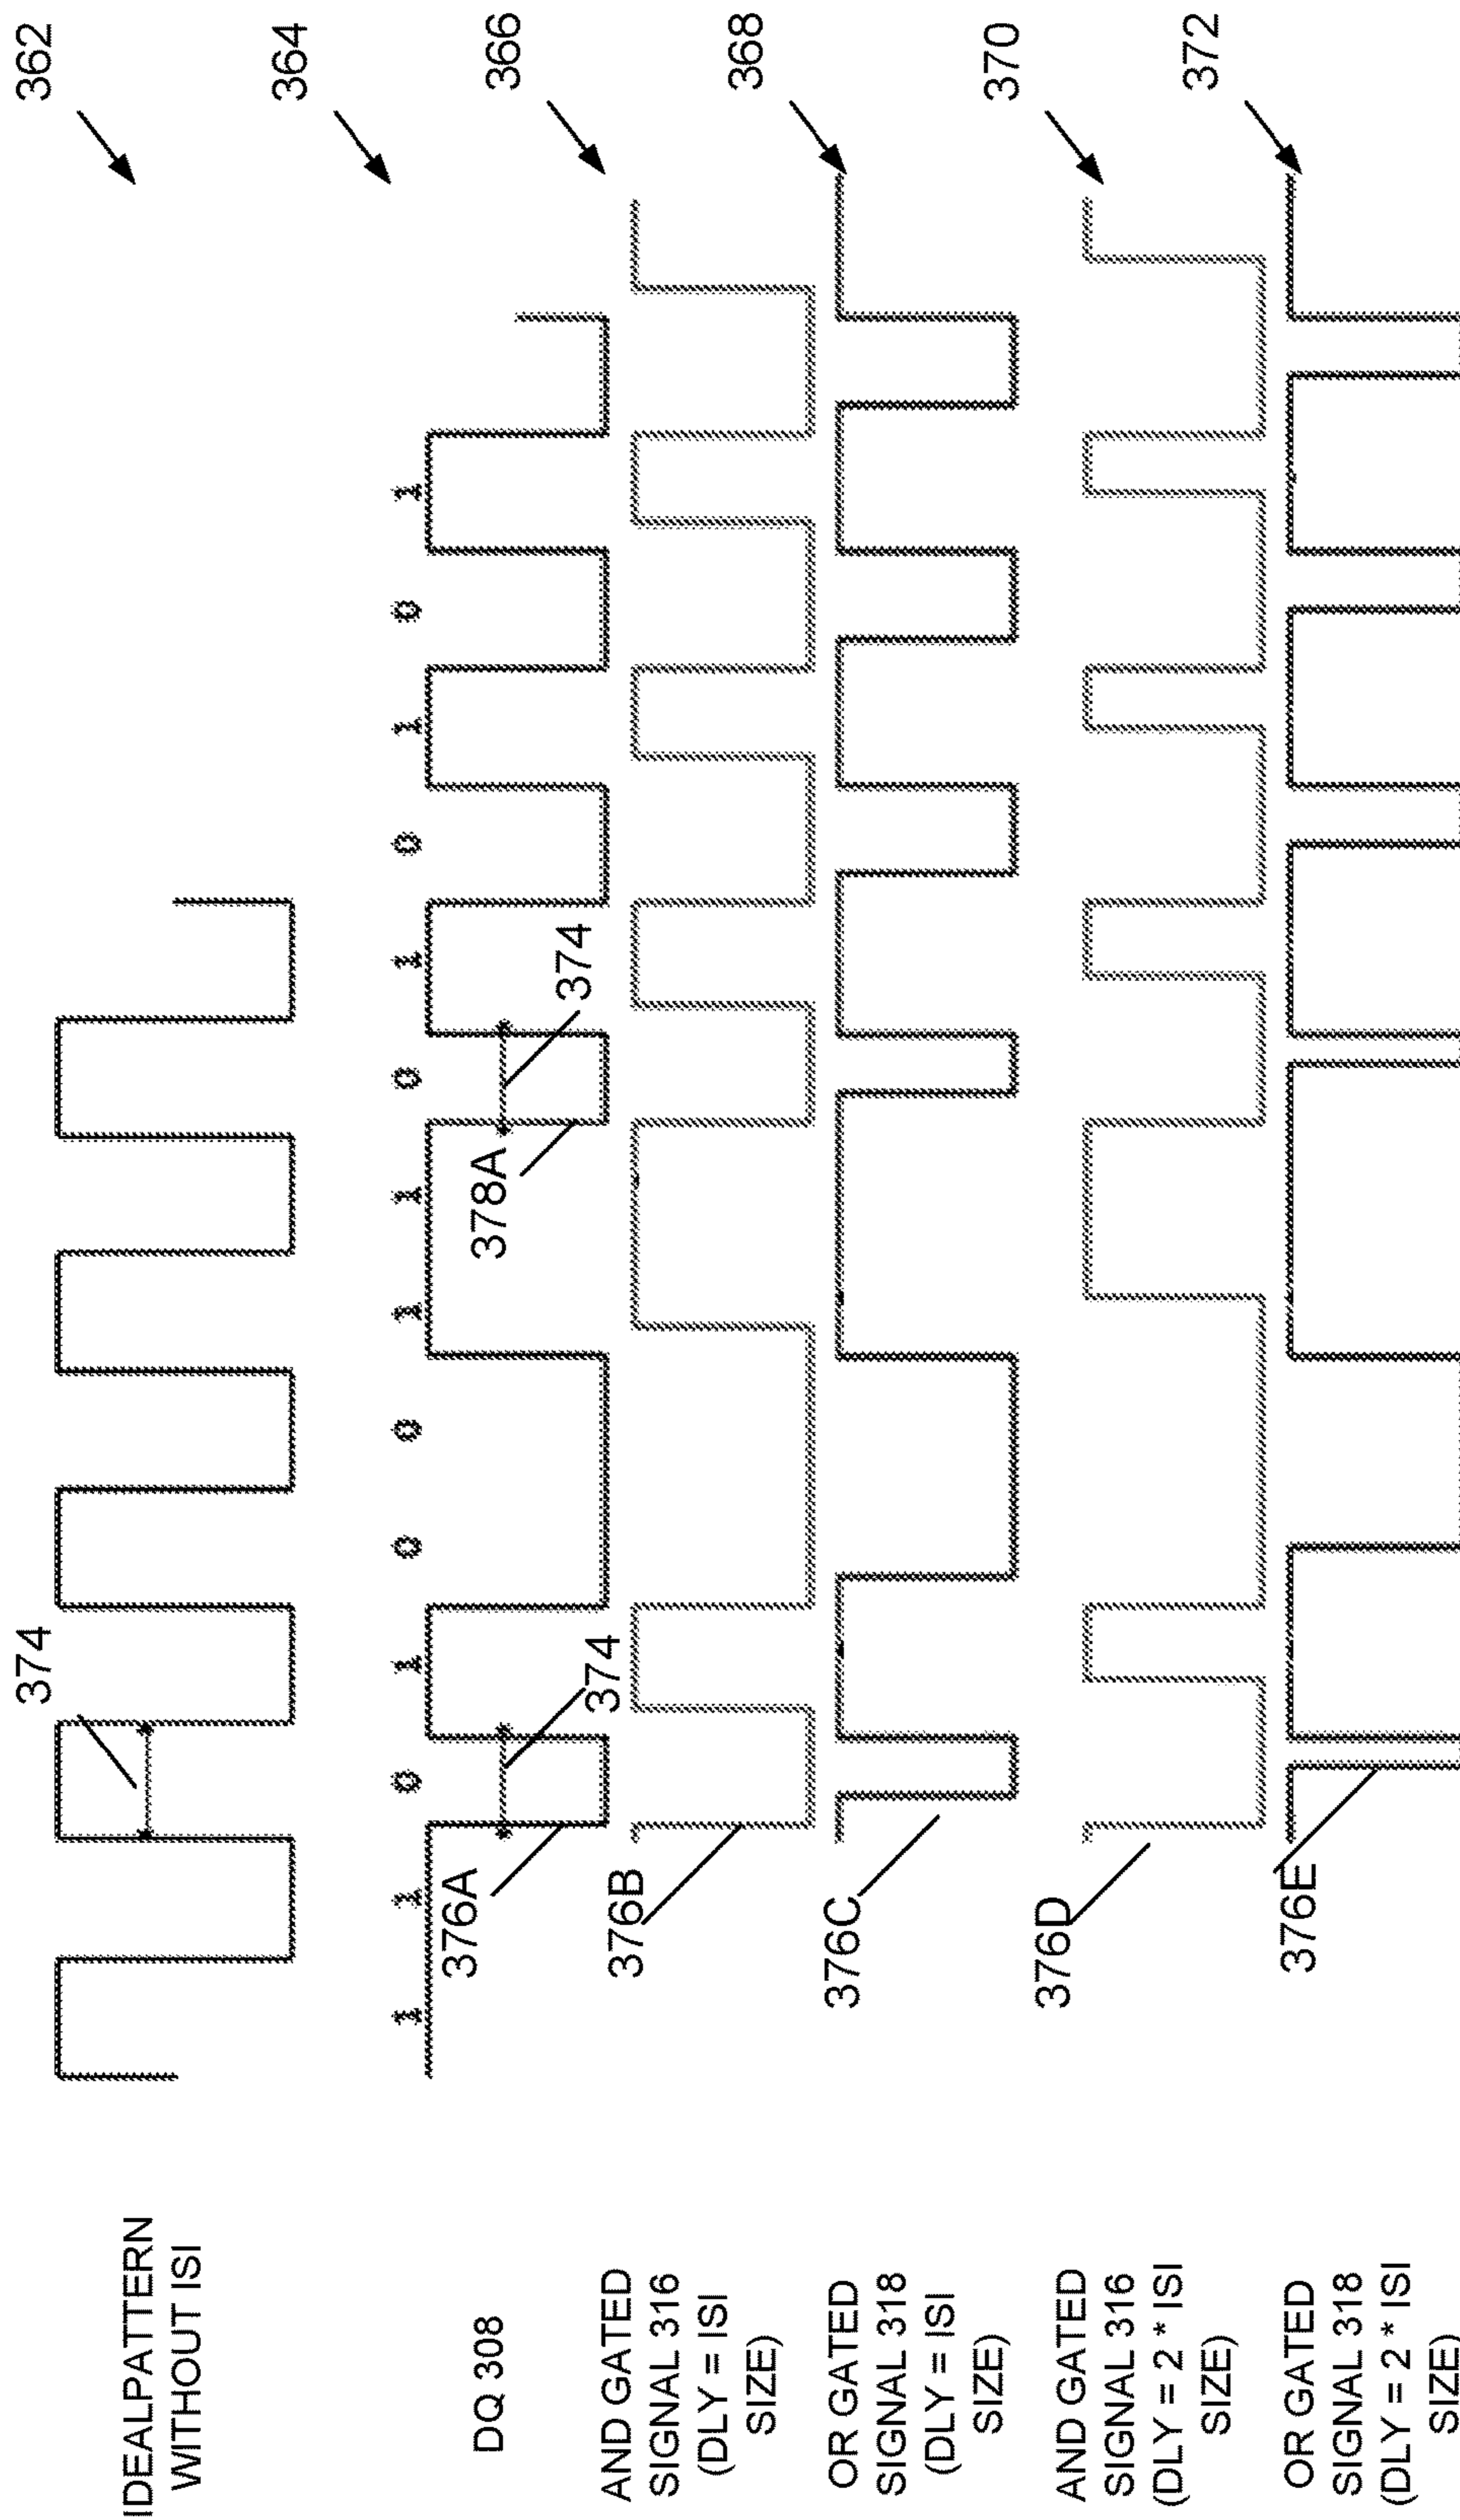 IDEALPATTERN
WITHOUT ISI
374
362
DQ 308
1 1 0 1 0 0 1 1 0 1 0 1 0 1
364
376A
374
378A
374
AND GATED
SIGNAL 316
(DLY = ISI
SIZE)
376B
366
OR GATED
SIGNAL 318
(DLY = ISI
SIZE)
376C
368
AND GATED
SIGNAL 316
(DLY = 2 * ISI
SIZE)
376D
370
OR GATED
SIGNAL 318
(DLY = 2 * ISI
SIZE)
376E
372